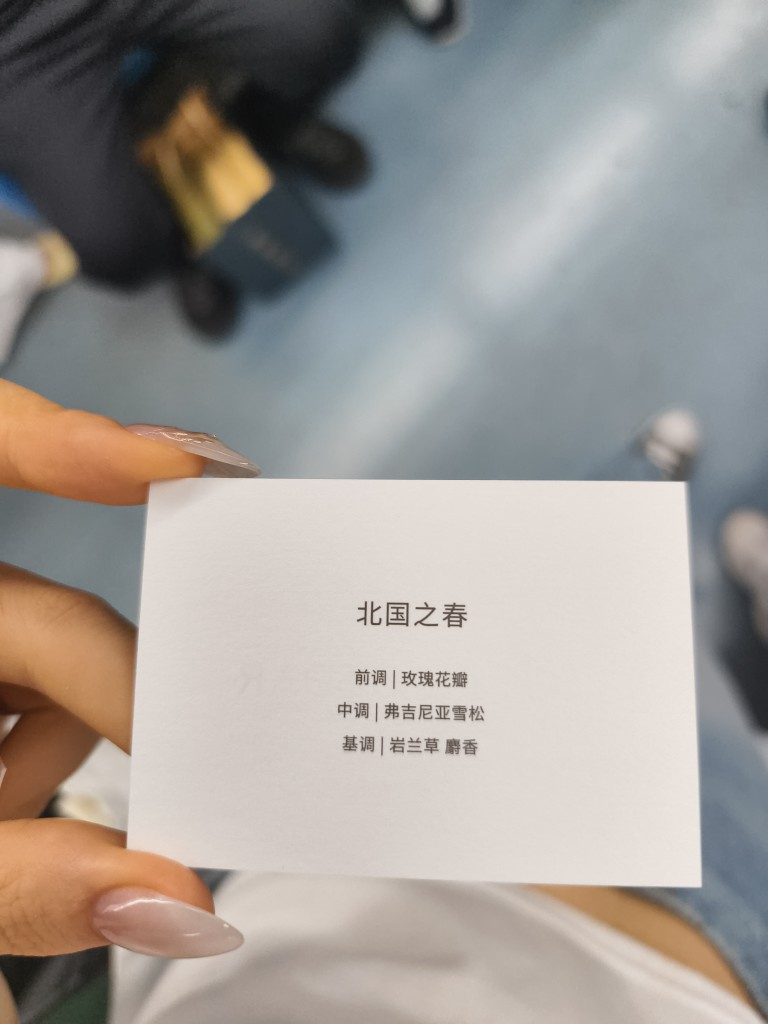 北国之春
前调 | 玫瑰花瓣
中调 | 弗吉尼亚雪松
基调 | 岩兰草 麝香